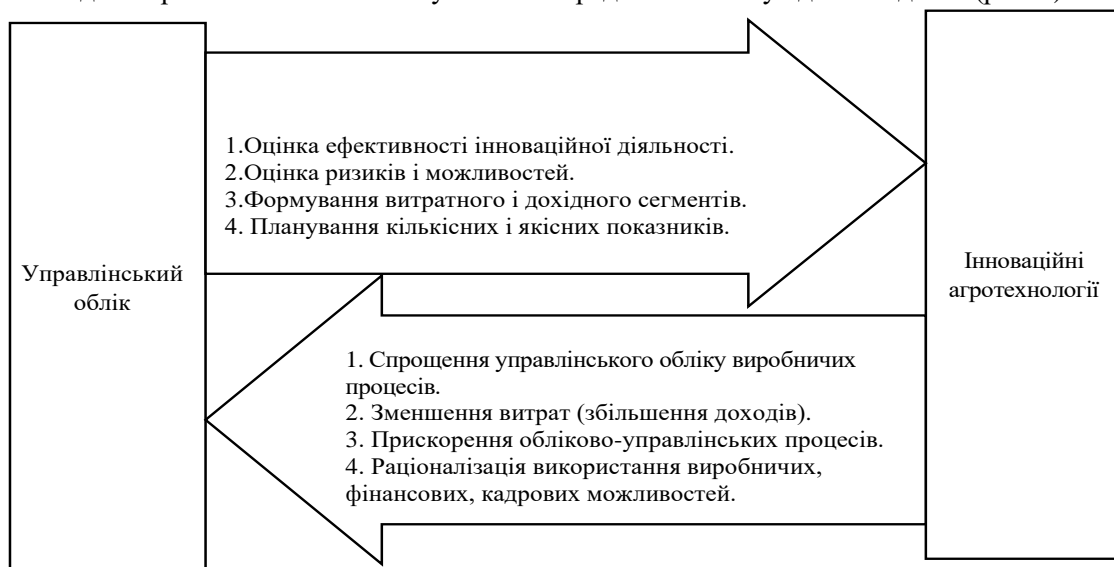 Управлінський
облік
1.Оцінка ефективності інноваційної діяльності.
2.Оцінка ризиків і можливостей.
3.Формування витратного і дохідного сегментів.
4. Планування кількісних і якісних показників.
1. Спрощення управлінського обліку виробничих
процесів.
2. Зменшення витрат (збільшення доходів).
3. Прискорення обліково-управлінських процесів.
4. Раціоналізація використання виробничих,
фінансових, кадрових можливостей.
Інноваційні
агротехнології